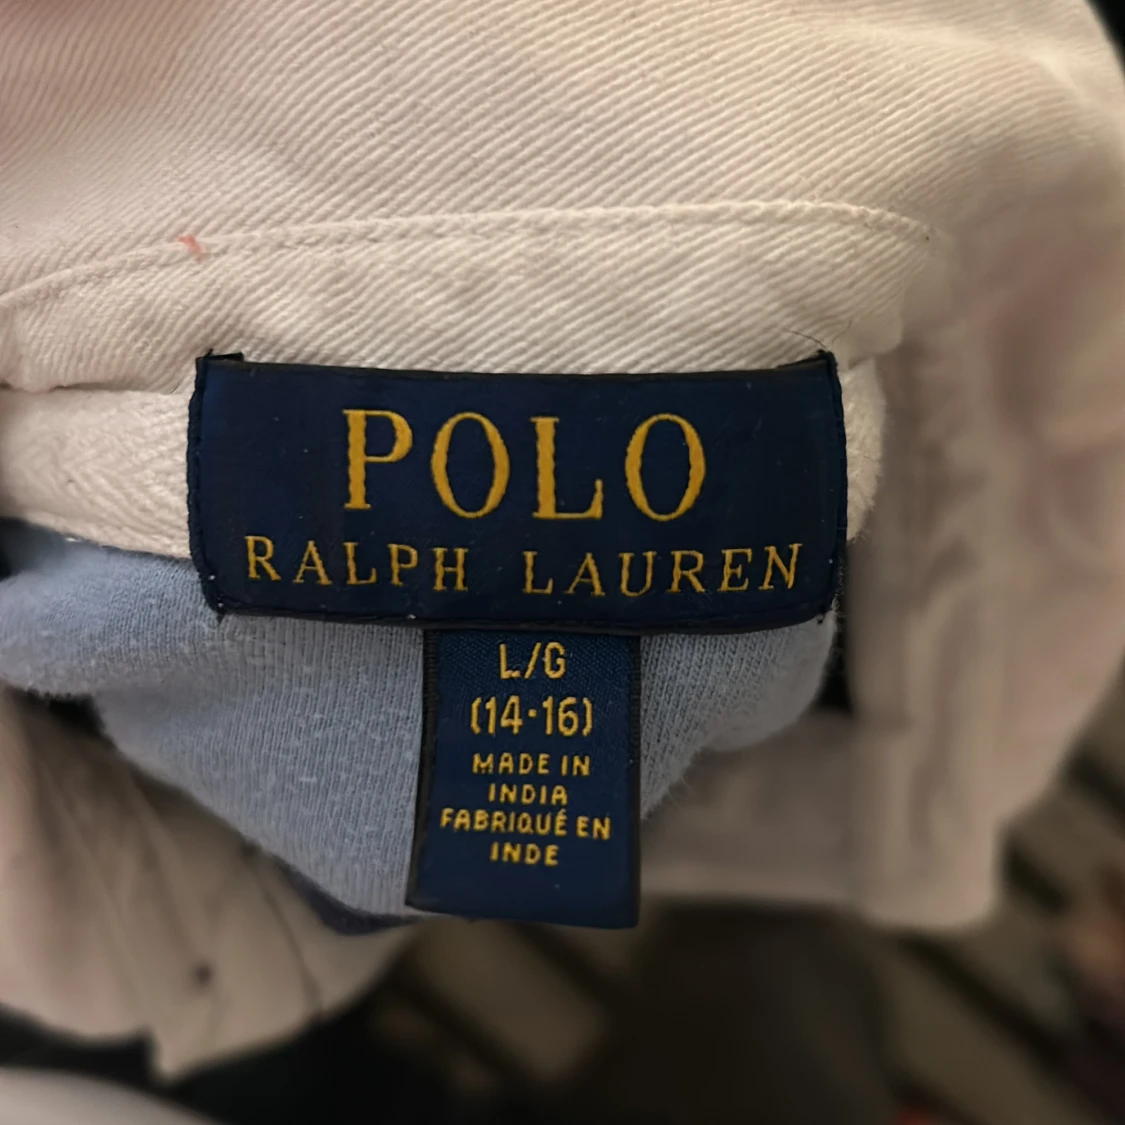 POLO
RALPH LAUREN
L/G
(14·16)
MADE IN
INDIA
FABRIQUÉ EN
INDE